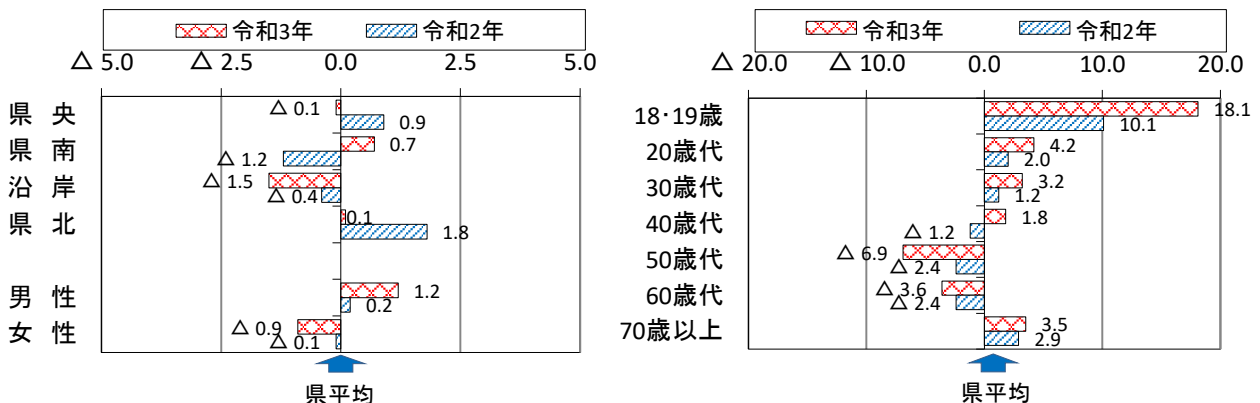 令和3年 令和2年
△ 5.0 △ 2.5 0.0 2.5 5.0
県 央 △ 0.1
0.9
県 南 0.7
△ 1.2
沿 岸 △ 1.5
△ 0.4
県 北 0.1
1.8
男 性 1.2
0.2
女 性 △ 0.9
△ 0.1
県平均
令和3年 令和2年
△ 20.0 △ 10.0 0.0 10.0 20.0
18･19歳 18.1
10.1
20歳代 4.2
2.0
30歳代 3.2
1.2
40歳代 1.8
△ 1.2
50歳代 △ 6.9
△ 2.4
60歳代 △ 3.6
△ 2.4
70歳以上 3.5
2.9
県平均